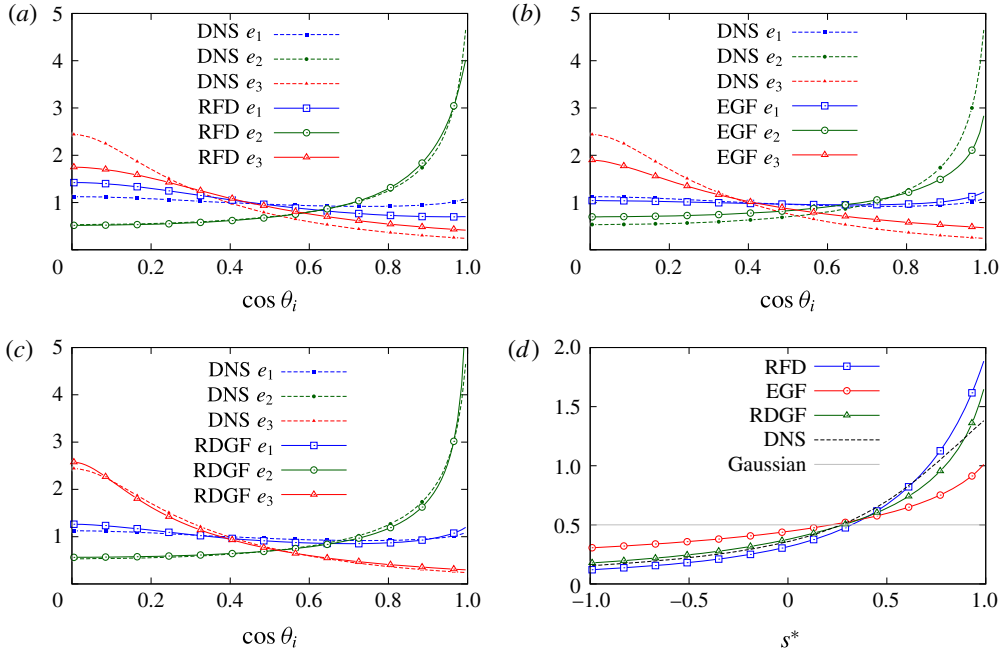 (a)
5
4
3
2
1
0
0.2
0.4
0.6
0.8
1.0
cos θi
DNS e1
DNS e2
DNS e3
RFD e1
RFD e2
RFD e3
(b)
5
4
3
2
1
0
0.2
0.4
0.6
0.8
1.0
cos θi
DNS e1
DNS e2
DNS e3
EGF e1
EGF e2
EGF e3
(c)
5
4
3
2
1
0
0.2
0.4
0.6
0.8
1.0
cos θi
DNS e1
DNS e2
DNS e3
RDGF e1
RDGF e2
RDGF e3
(d)
2.0
1.5
1.0
0.5
0
−1.0
−0.5
0
0.5
1.0
s*
RFD
EGF
RDGF
DNS
Gaussian